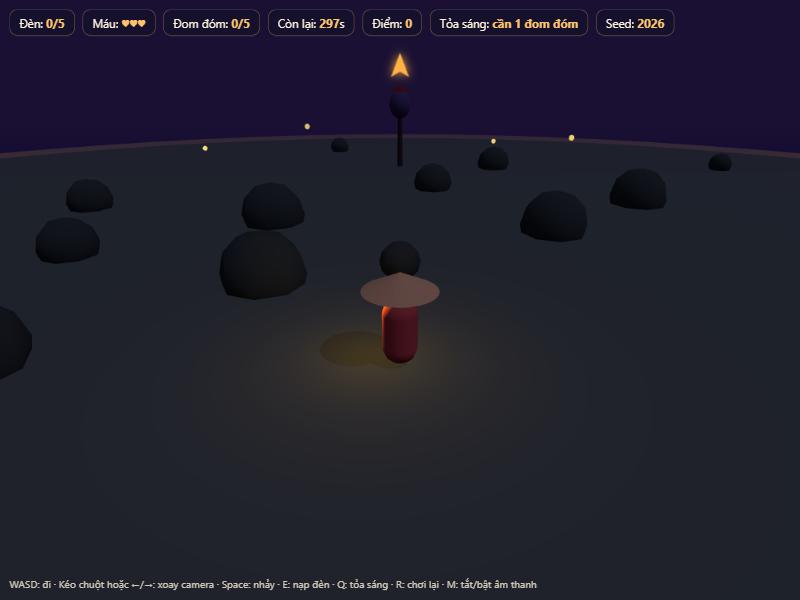 Đèn: 0/5 Máu: ♥♥♥ Đom đóm: 0/5 Còn lại: 297s Điểm: 0 Tỏa sáng: cần 1 đom đóm Seed: 2026
WASD: đi · Kéo chuột hoặc ←/→: xoay camera · Space: nhảy · E: nạp đèn · Q: tỏa sáng · R: chơi lại · M: tắt/bật âm thanh